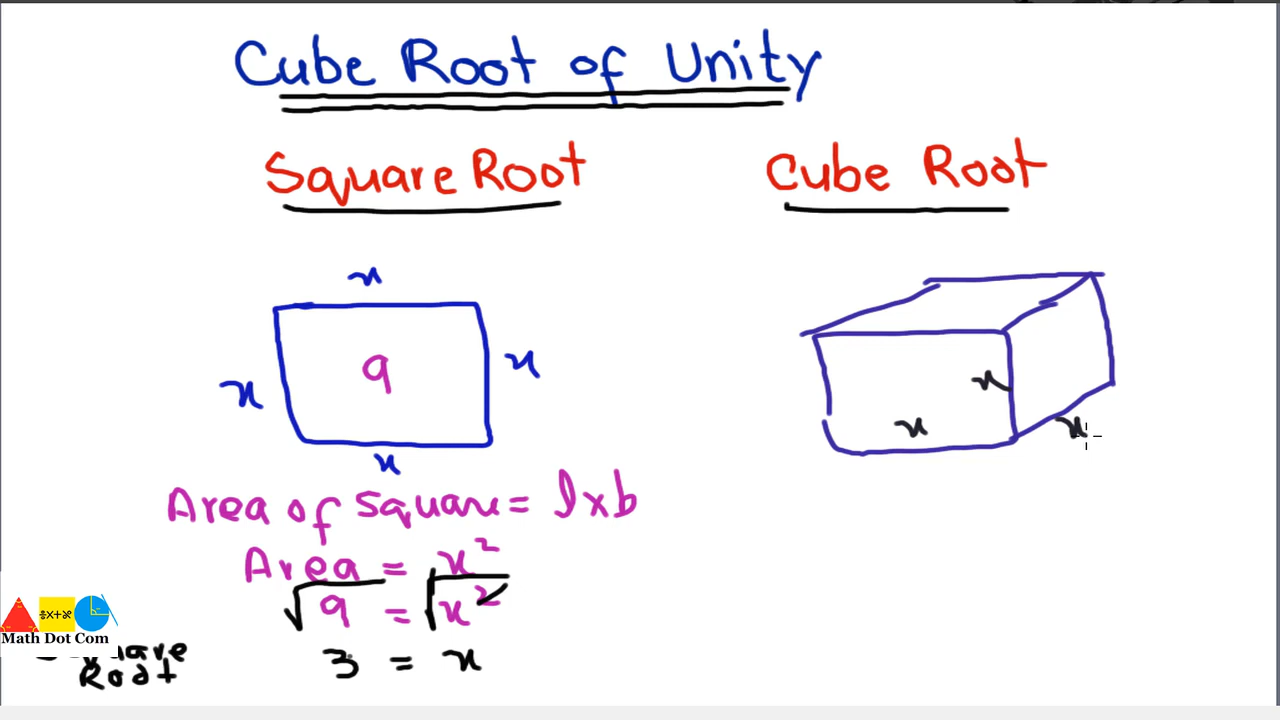 Cube Root of Unity
Square Root
Cube Root
x
x
9
x
x
x
x
x
Area of square = l x b
Area = x²
√9 = √x²
3 = x
Math Dot Com
Root